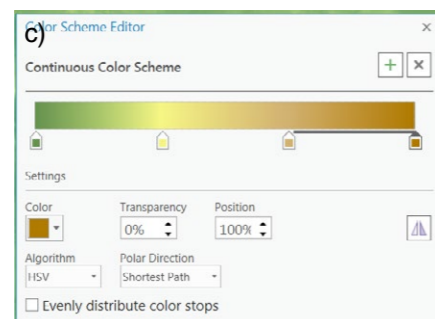 c)
Color Scheme Editor
Continuous Color Scheme
Settings
Color Transparency Position
0% 100%
Algorithm Polar Direction
HSV Shortest Path
Evenly distribute color stops